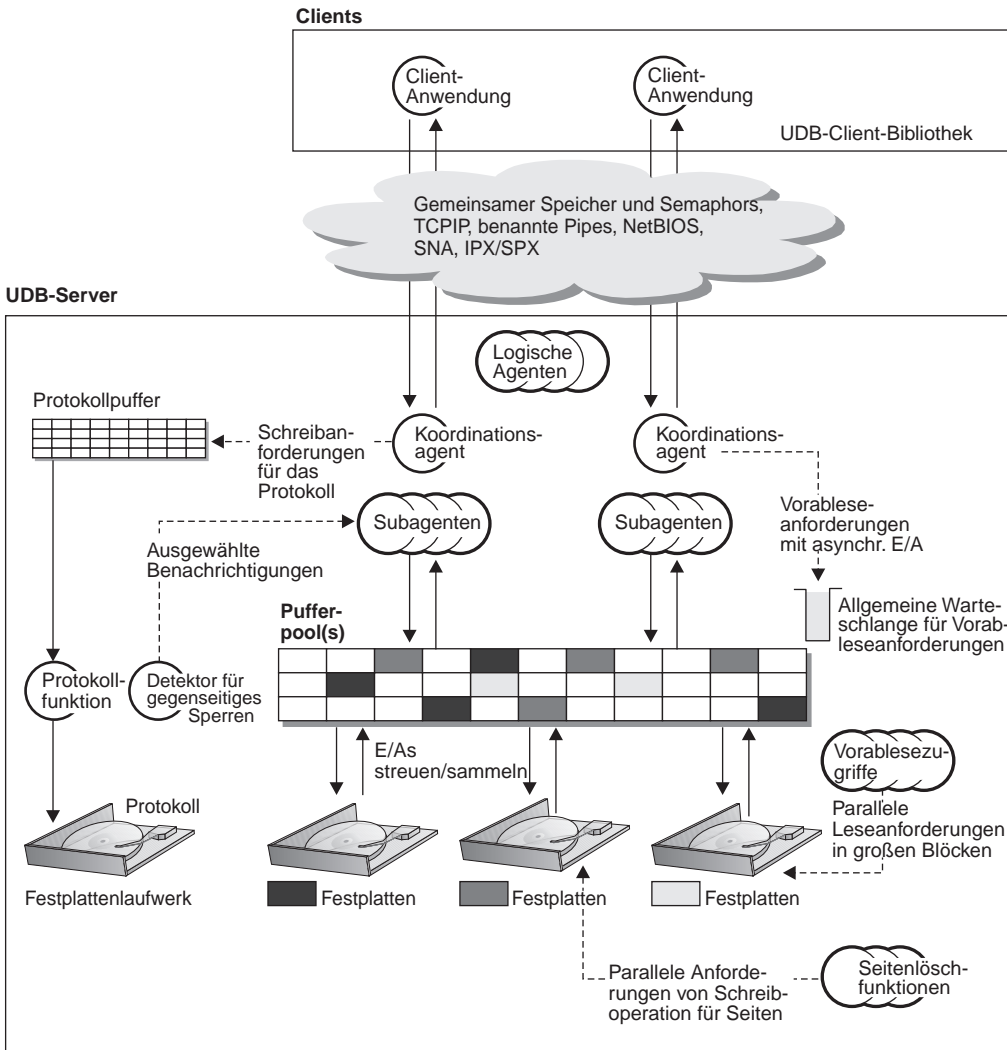 Clients
Client-
Anwendung
Client-
Anwendung
UDB-Client-Bibliothek
Gemeinsamer Speicher und Semaphors,
TCPIP, benannte Pipes, NetBIOS,
SNA, IPX/SPX
UDB-Server
Logische
Agenten
Protokollpuffer
Schreiban-
forderungen
für das
Protokoll
Koordinations-
agent
Koordinations-
agent
Subagenten
Subagenten
Vorablese-
anforderungen
mit asynchr. E/A
Ausgewählte
Benachrichtigungen
Allgemeine Warte-
schlange für Vorab-
leseanforderungen
Puffer-
pool(s)
Protokoll-
funktion
Detektor für
gegenseitiges
Sperren
E/As
streuen/sammeln
Vorablesezu-
griffe
Parallele
Leseanforderungen
in großen Blöcken
Protokoll
Festplattenlaufwerk
Festplatten
Festplatten
Festplatten
Parallele Anforde-
rungen von Schreib-
operation für Seiten
Seitenlösch-
funktionen